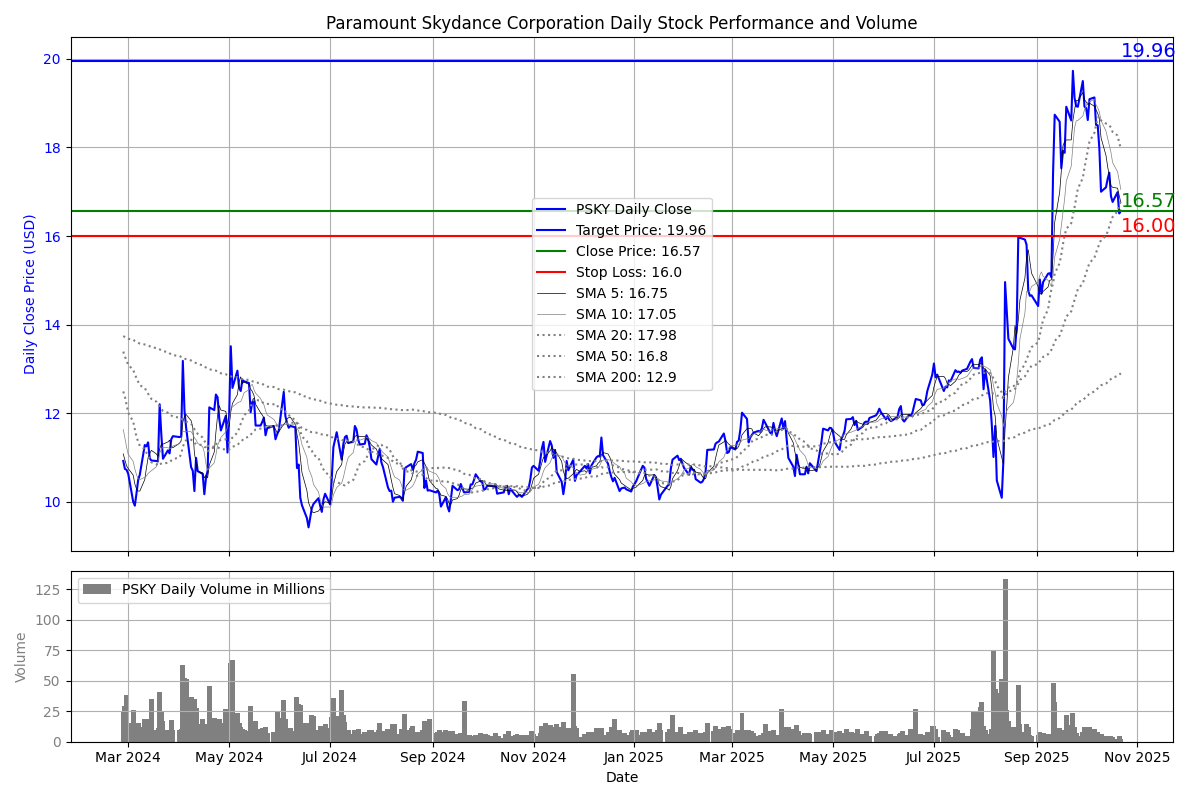 Paramount Skydance Corporation Daily Stock Performance and Volume
Daily Close Price (USD)
20
18
16
14
12
10
19.96
16.57
16.00
PSKY Daily Close
Target Price: 19.96
Close Price: 16.57
Stop Loss: 16.0
SMA 5: 16.75
SMA 10: 17.05
SMA 20: 17.98
SMA 50: 16.8
SMA 200: 12.9
Volume
125
100
75
50
25
0
PSKY Daily Volume in Millions
Mar 2024 May 2024 Jul 2024 Sep 2024 Nov 2024 Jan 2025 Mar 2025 May 2025 Jul 2025 Sep 2025 Nov 2025
Date